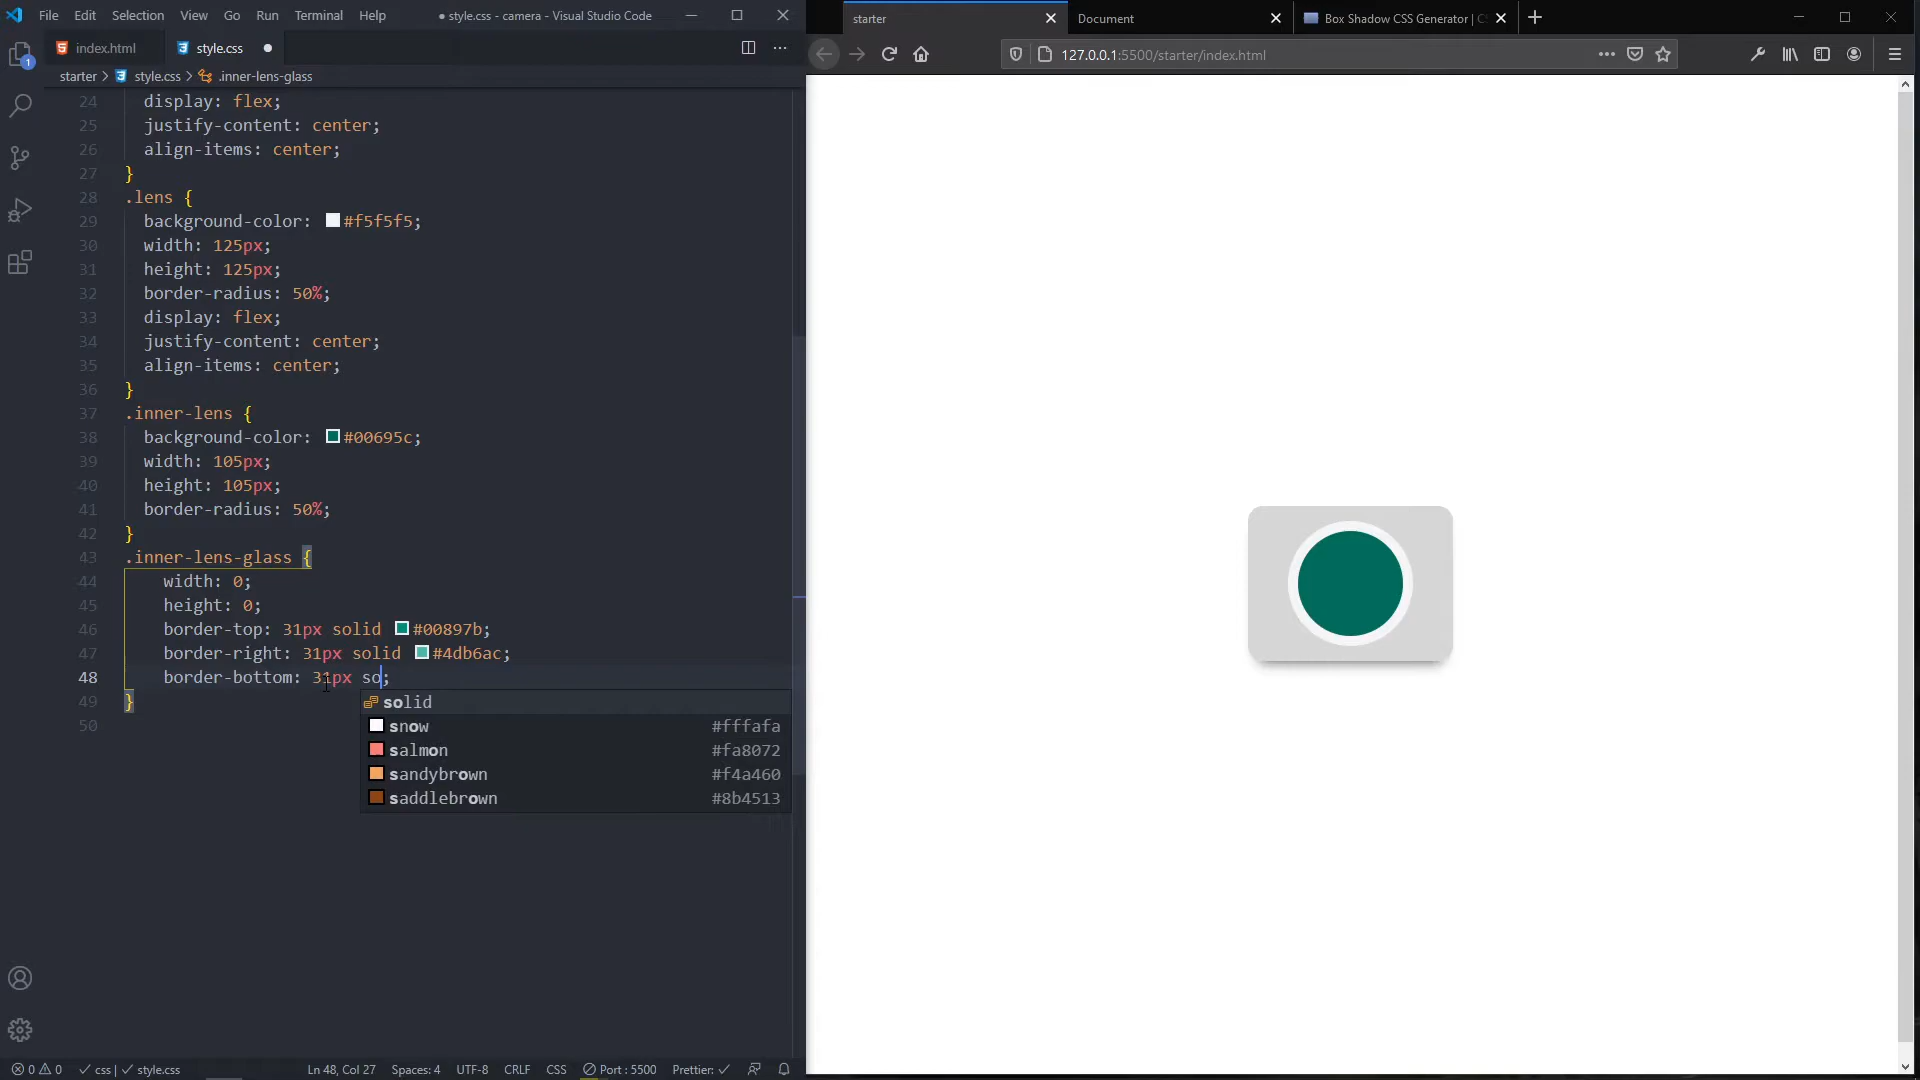 File Edit Selection View Go Run Terminal Help
● style.css - camera - Visual Studio Code
index.html
style.css
starter > style.css > .inner-lens-glass
1
24 display: flex;
25 justify-content: center;
26 align-items: center;
27 }
28 .lens {
29 background-color: #f5f5f5;
30 width: 125px;
31 height: 125px;
32 border-radius: 50%;
33 display: flex;
34 justify-content: center;
35 align-items: center;
36 }
37 .inner-lens {
38 background-color: #00695c;
39 width: 105px;
40 height: 105px;
41 border-radius: 50%;
42 }
43 .inner-lens-glass {
44 width: 0;
45 height: 0;
46 border-top: 31px solid #00897b;
47 border-right: 31px solid #4db6ac;
48 border-bottom: 31px so;
49 }
50
solid
snow #fffafa
salmon #fa8072
sandybrown #f4a460
saddlebrown #8b4513
0 0 css | style.css
Ln 48, Col 27 Spaces: 4 UTF-8 CRLF CSS Port : 5500 Prettier: ✓
starter
Document
Box Shadow CSS Generator |
127.0.0.1:5500/starter/index.html